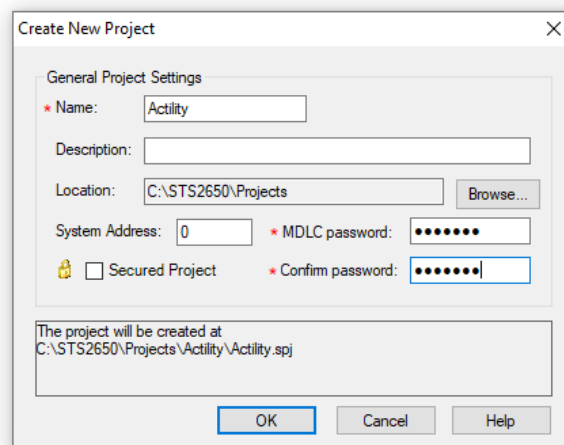 Create New Project
General Project Settings
* Name: Actility
Description:
Location: C:\STS2650\Projects Browse...
System Address: 0 * MDLC password: •••••••
Secured Project * Confirm password: •••••••
The project will be created at
C:\STS2650\Projects\Actility\Actility.spj
OK Cancel Help